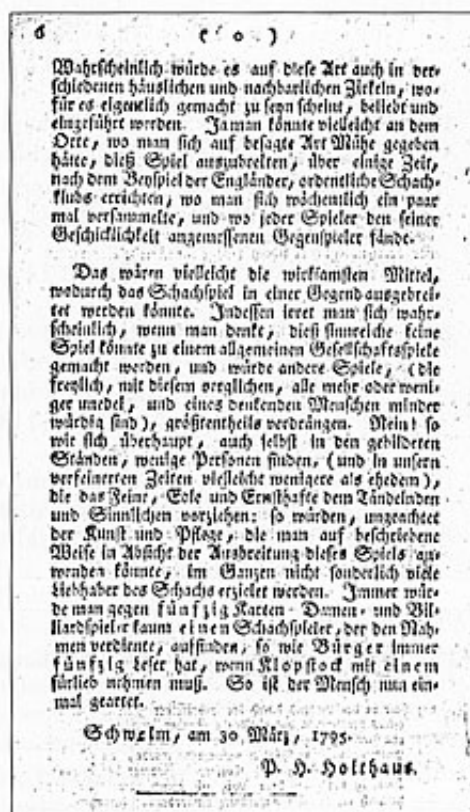 6 ( o )
Wahrscheinlich würde es auf diese Art auch in ver-
schiedenen häuslichen und nachbarlichen Zirkeln, wo-
für es eigentlich gemacht zu seyn scheint, beliebt und
eingeführt werden. Ja man könnte vielleicht an dem
Orte, wo man sich auf besagte Art Mühe gegeben
hätte, dieß Spiel auszubreiten, über einige Zeit,
nach dem Beyspiel der Engländer, ordentliche Schach-
klubs errichten, wo man sich wöchentlich ein paar
mal versammelte, und wo jeder Spieler den seiner
Geschicklichkeit angemessenen Gegenspieler fände.
Das wären vielleicht die wirksamsten Mittel,
wodurch das Schachspiel in einer Gegend ausgebrei-
tet werden könnte. Indessen irret man sich wahr-
scheinlich, wenn man denkt, dieß sinnreiche feine
Spiel könnte zu einem allgemeinen Gesellschaftsspiele
gemacht werden, und würde andere Spiele, (die
freylich, mit diesem verglichen, alle mehr oder weni-
ger unedel, und eines denkenden Menschen minder
würdig sind), größtentheils verdrängen. Nein! so
wie sich überhaupt, auch selbst in den gebildeten
Ständen, wenige Personen finden, (und in unsern
verfeinerten Zeiten vielleicht wenigere als ehedem),
die das Feine, Edle und Ernsthafte dem Tändelnden
und Sinnlichen vorziehen: so würden, ungeachtet
der Kunst und Pflege, die man auf beschriebene
Weise in Absicht der Ausbreitung dieses Spiels an-
wenden könnte, im Ganzen nicht sonderlich viele
Liebhaber des Schachs erzielet werden. Immer wür-
de man gegen fünfzig Karten- Damen- und Bil-
liardspieler kaum einen Schachspieler, der den Nah-
men verdiente, auffinden, so wie Bürger immer
fünfzig Leser hat, wenn Klopstock mit einem
fürlieb nehmen muß. So ist der Mensch nun ein-
mal geartet.
Schwelm, am 30 März, 1795.
P. H. Holthaus.